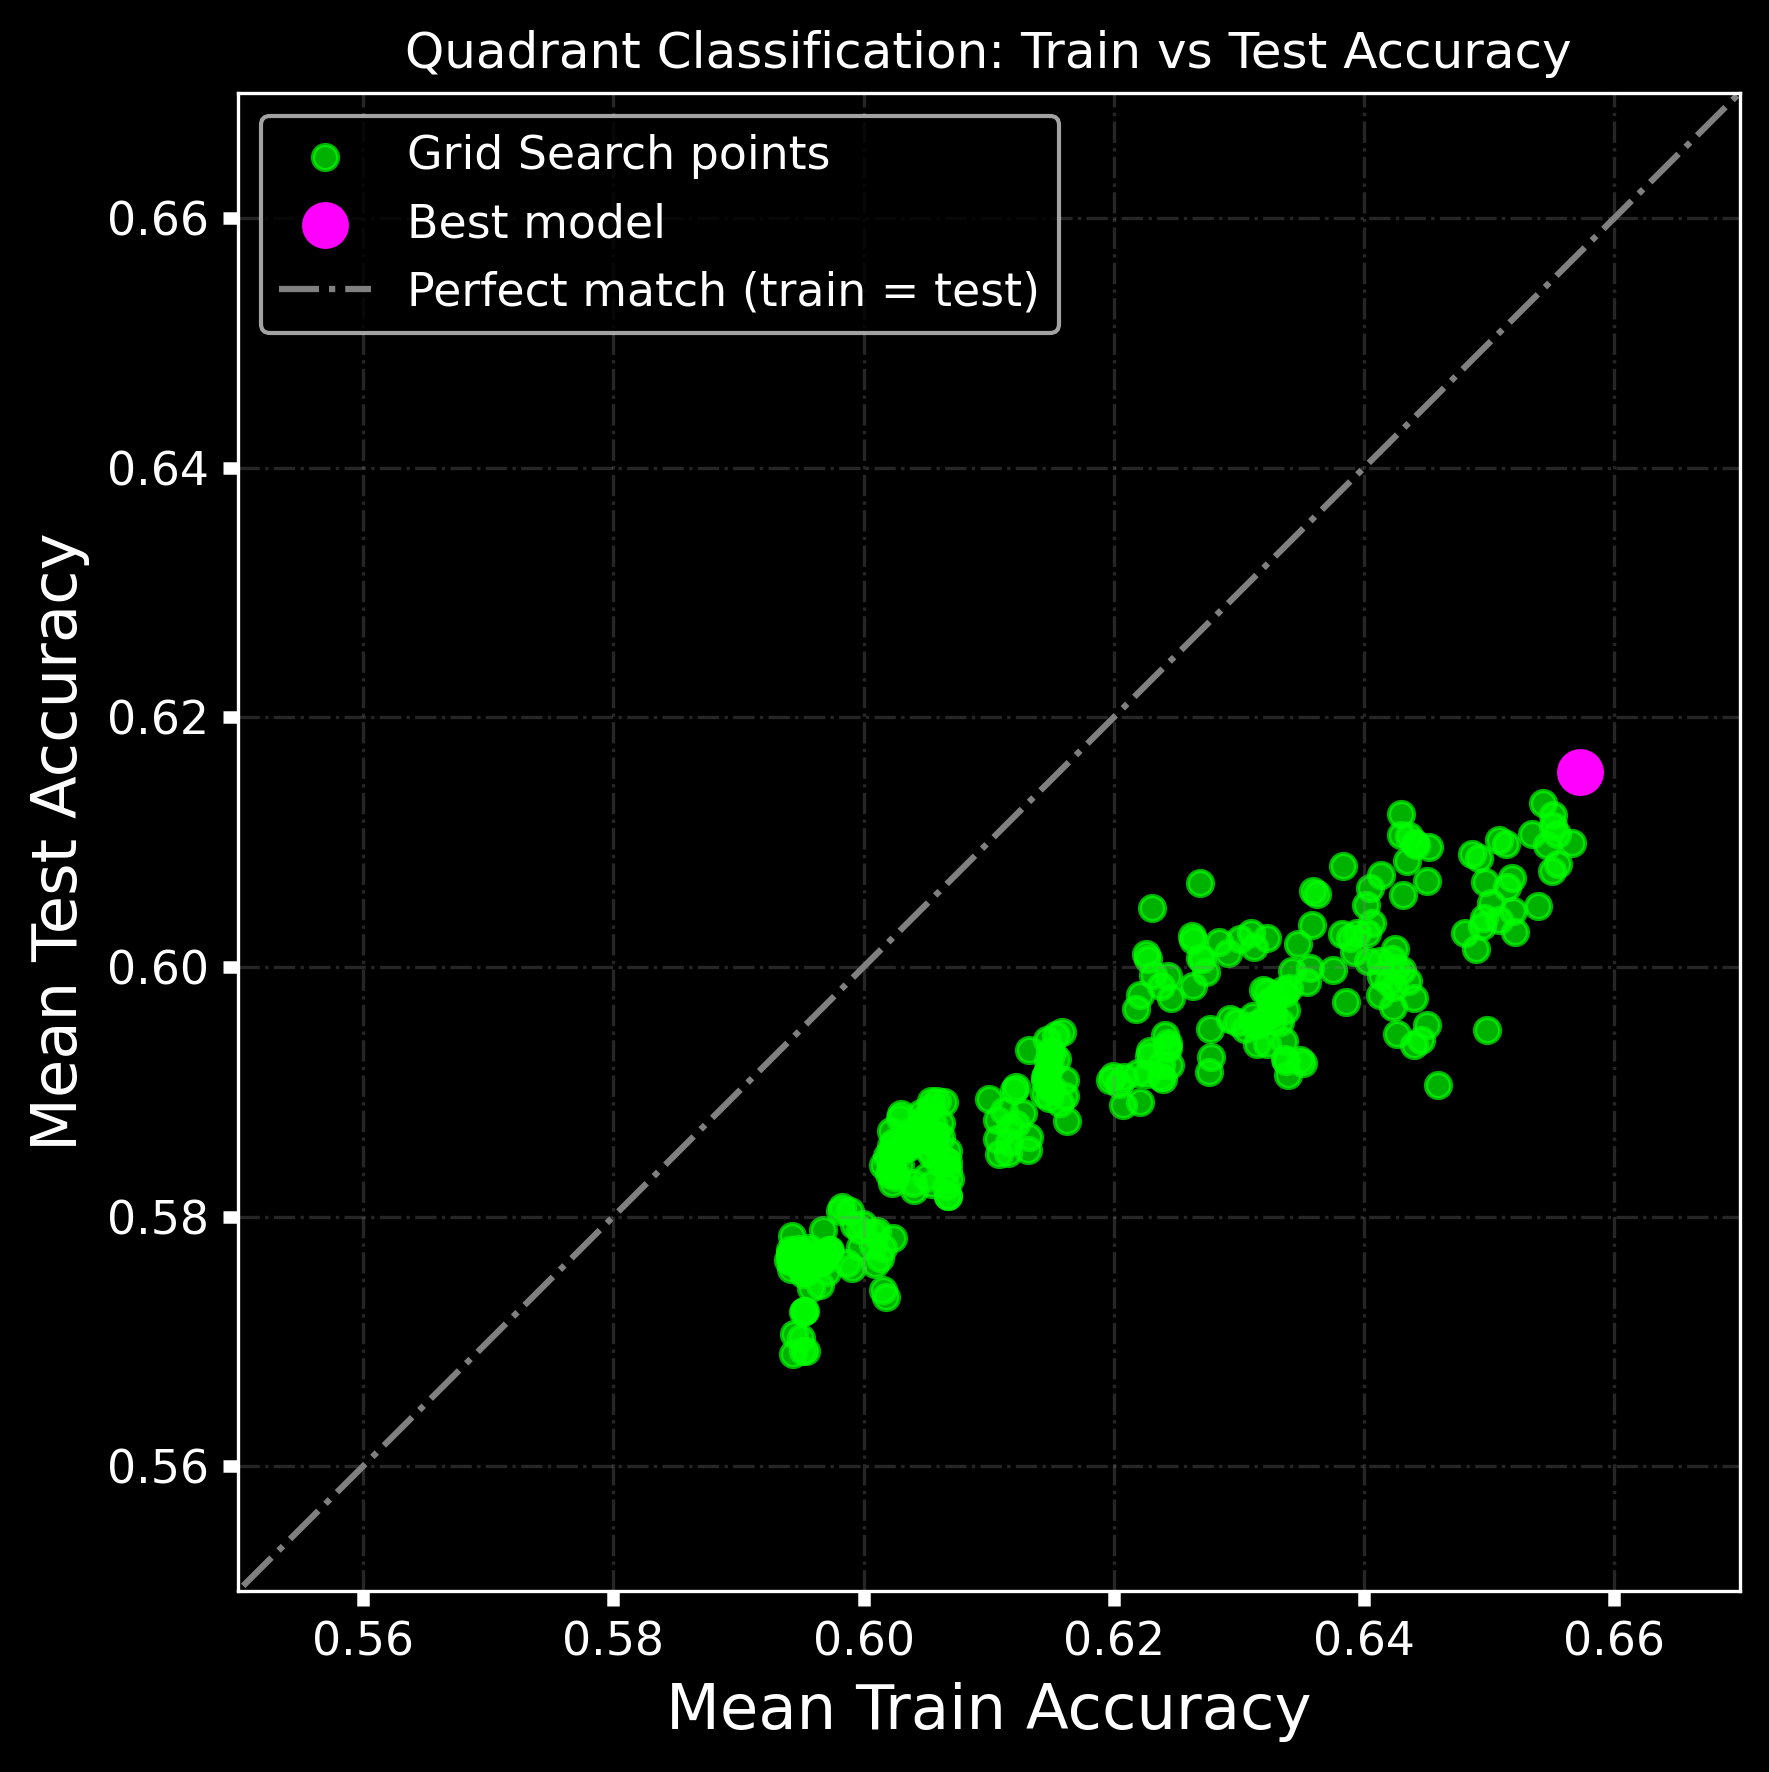 Quadrant Classification: Train vs Test Accuracy
Grid Search points
Best model
Perfect match (train = test)
0.66
0.64
0.62
0.60
0.58
0.56
Mean Test Accuracy
0.56 0.58 0.60 0.62 0.64 0.66
Mean Train Accuracy